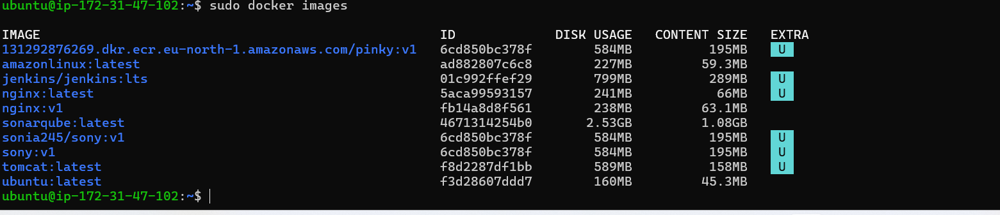 ubuntu@ip-172-31-47-102:~$ sudo docker images
IMAGE ID DISK USAGE CONTENT SIZE EXTRA
131292876269.dkr.ecr.eu-north-1.amazonaws.com/pinky:v1 6cd850bc378f 584MB 195MB U
amazonlinux:latest ad882807c6c8 227MB 59.3MB
jenkins/jenkins:lts 01c992ffef29 799MB 289MB U
nginx:latest 5aca99593157 241MB 66MB U
nginx:v1 fb14a8d8f561 238MB 63.1MB
sonarqube:latest 4671314254b0 2.53GB 1.08GB
sonia245/sony:v1 6cd850bc378f 584MB 195MB U
sony:v1 6cd850bc378f 584MB 195MB U
tomcat:latest f8d2287df1bb 589MB 158MB U
ubuntu:latest f3d28607ddd7 160MB 45.3MB
ubuntu@ip-172-31-47-102:~$